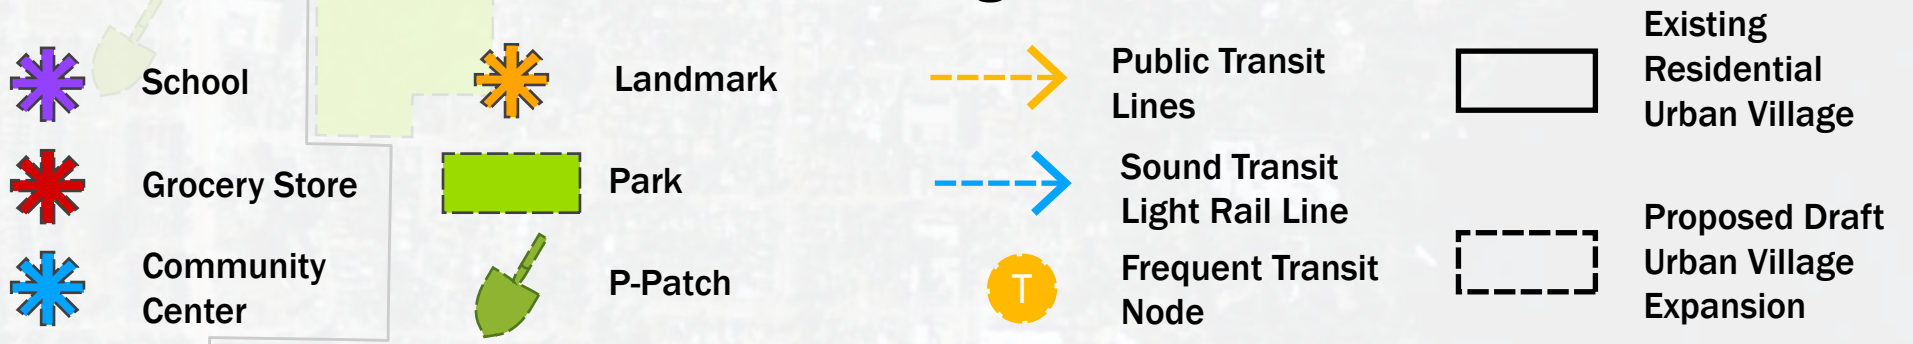 School
Grocery Store
Community
Center
Landmark
Park
P-Patch
Public Transit
Lines
Sound Transit
Light Rail Line
T
Frequent Transit
Node
Existing
Residential
Urban Village
Proposed Draft
Urban Village
Expansion